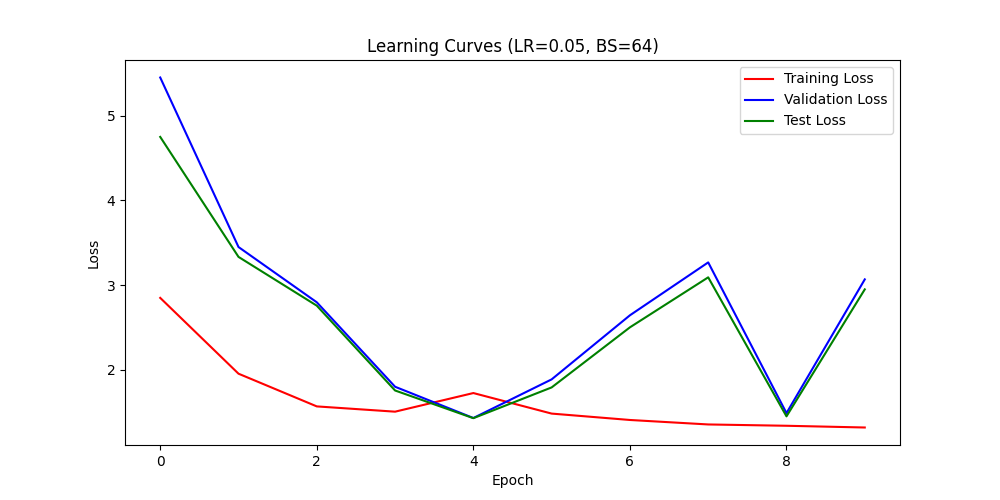 Learning Curves (LR=0.05, BS=64)
Training Loss
Validation Loss
Test Loss
5
4
3
2
Loss
0 2 4 6 8
Epoch